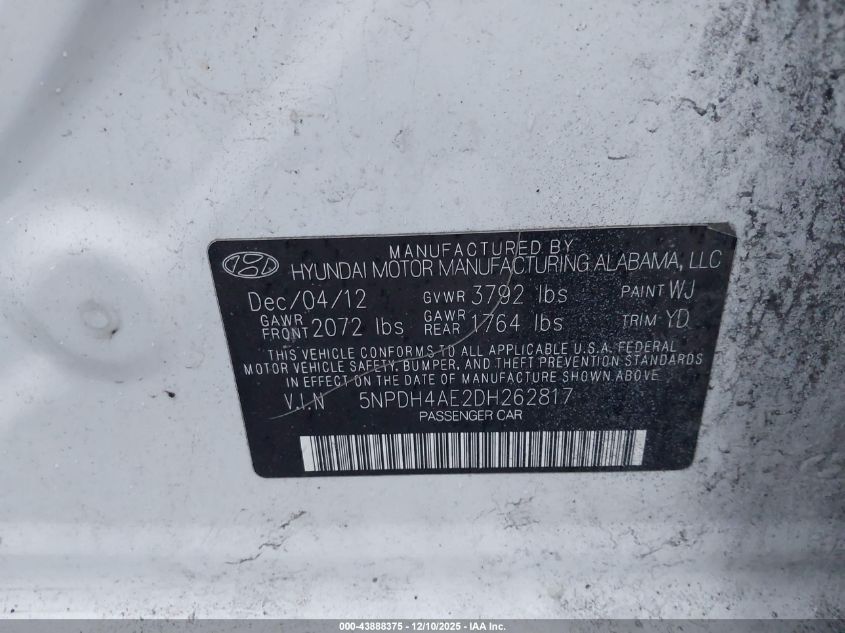 MANUFACTURED BY
HYUNDAI MOTOR MANUFACTURING ALABAMA, LLC
Dec/04/12 GVWR 3792 lbs PAINT WJ
GAWR FRONT 2072 lbs GAWR REAR 1764 lbs TRIM YD
THIS VEHICLE CONFORMS TO ALL APPLICABLE U.S.A. FEDERAL
MOTOR VEHICLE SAFETY, BUMPER, AND THEFT PREVENTION STANDARDS
IN EFFECT ON THE DATE OF MANUFACTURE SHOWN ABOVE.
V.I.N 5NPDH4AE2DH262817
PASSENGER CAR
000-43888375 - 12/10/2025 - IAA Inc.